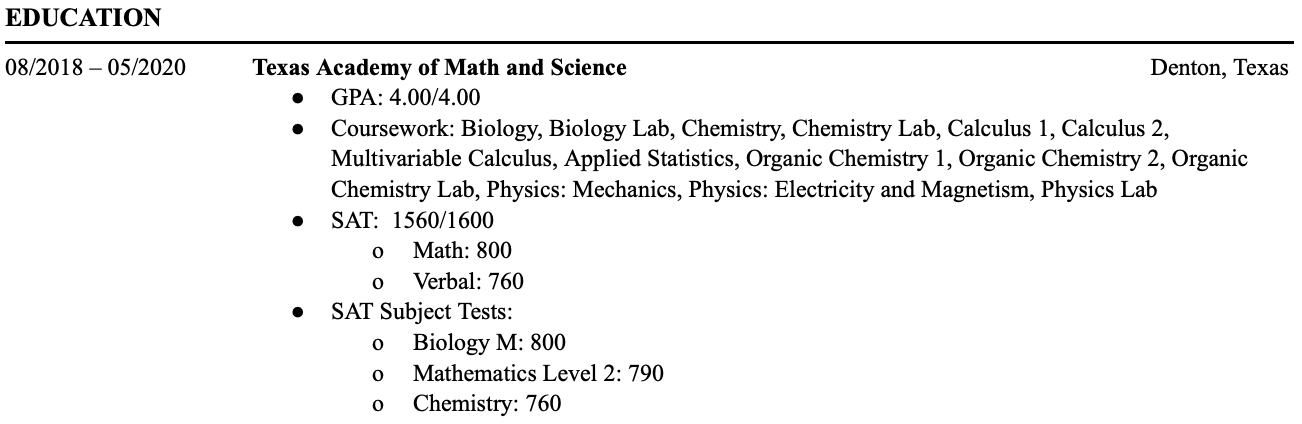 EDUCATION
08/2018 – 05/2020 Texas Academy of Math and Science Denton, Texas
● GPA: 4.00/4.00
● Coursework: Biology, Biology Lab, Chemistry, Chemistry Lab, Calculus 1, Calculus 2,
Multivariable Calculus, Applied Statistics, Organic Chemistry 1, Organic Chemistry 2, Organic
Chemistry Lab, Physics: Mechanics, Physics: Electricity and Magnetism, Physics Lab
● SAT: 1560/1600
o Math: 800
o Verbal: 760
● SAT Subject Tests:
o Biology M: 800
o Mathematics Level 2: 790
o Chemistry: 760